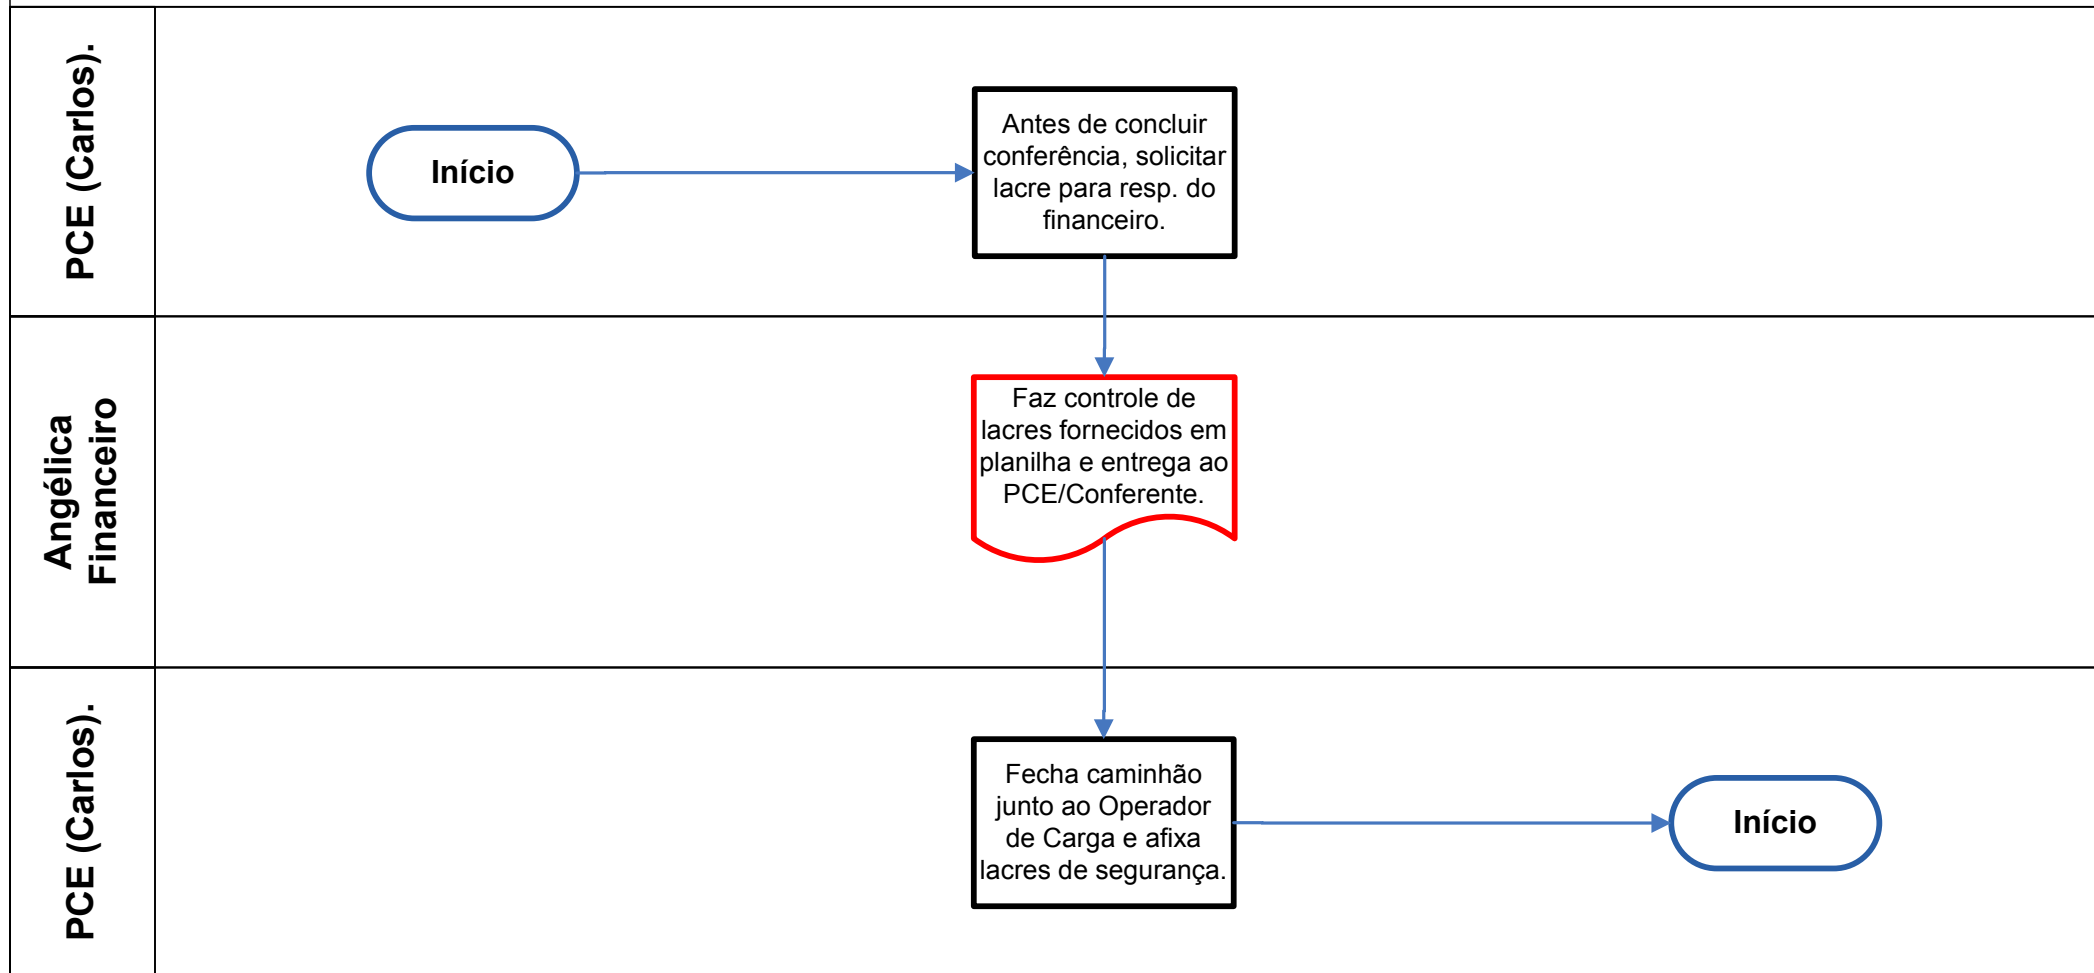 PCE (Carlos).
Início
Antes de concluir
conferência, solicitar
lacre para resp. do
financeiro.
Angélica
Financeiro
Faz controle de
lacres fornecidos em
planilha e entrega ao
PCE/Conferente.
PCE (Carlos).
Fecha caminhão
junto ao Operador
de Carga e afixa
lacres de segurança.
Início